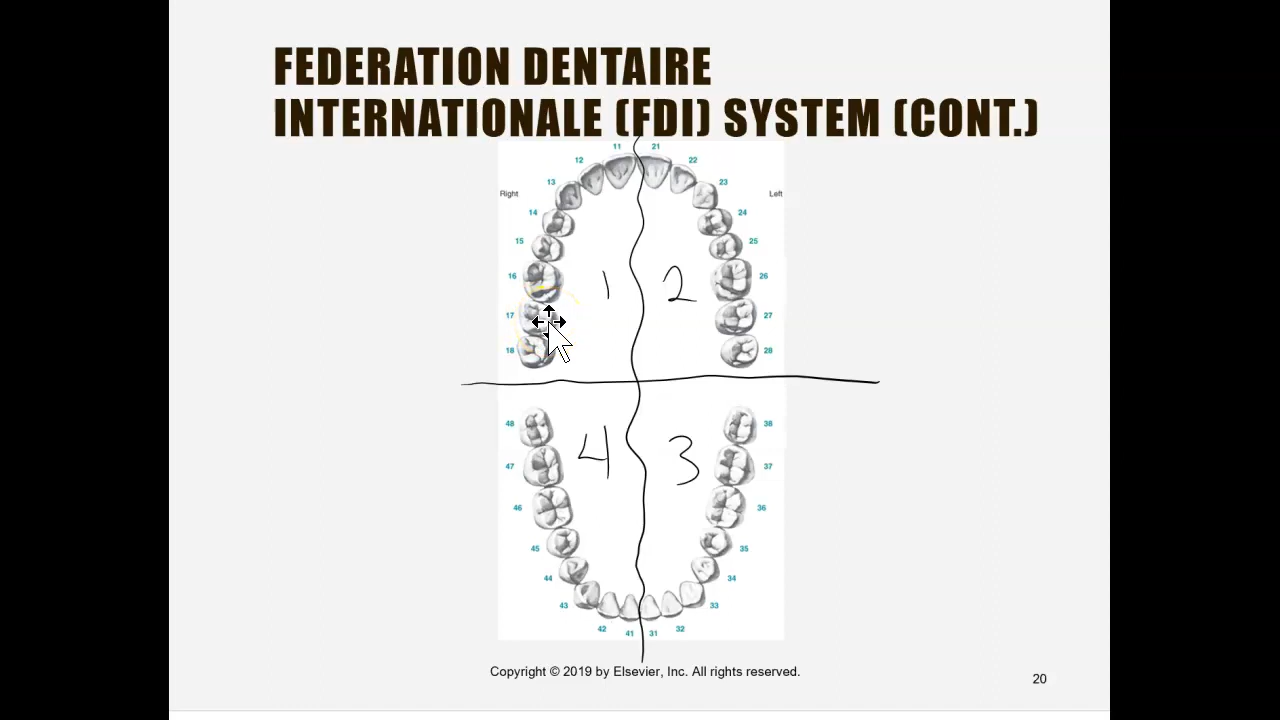 FEDERATION DENTAIRE
INTERNATIONALE (FDI) SYSTEM (CONT.)
11 21
12 22
13 23
Right Left
14 24
15 25
16 1 2 26
17 27
18 28
48 38
4 3
47 37
46 36
45 35
44 34
43 33
42 41 31 32
Copyright © 2019 by Elsevier, Inc. All rights reserved.
20